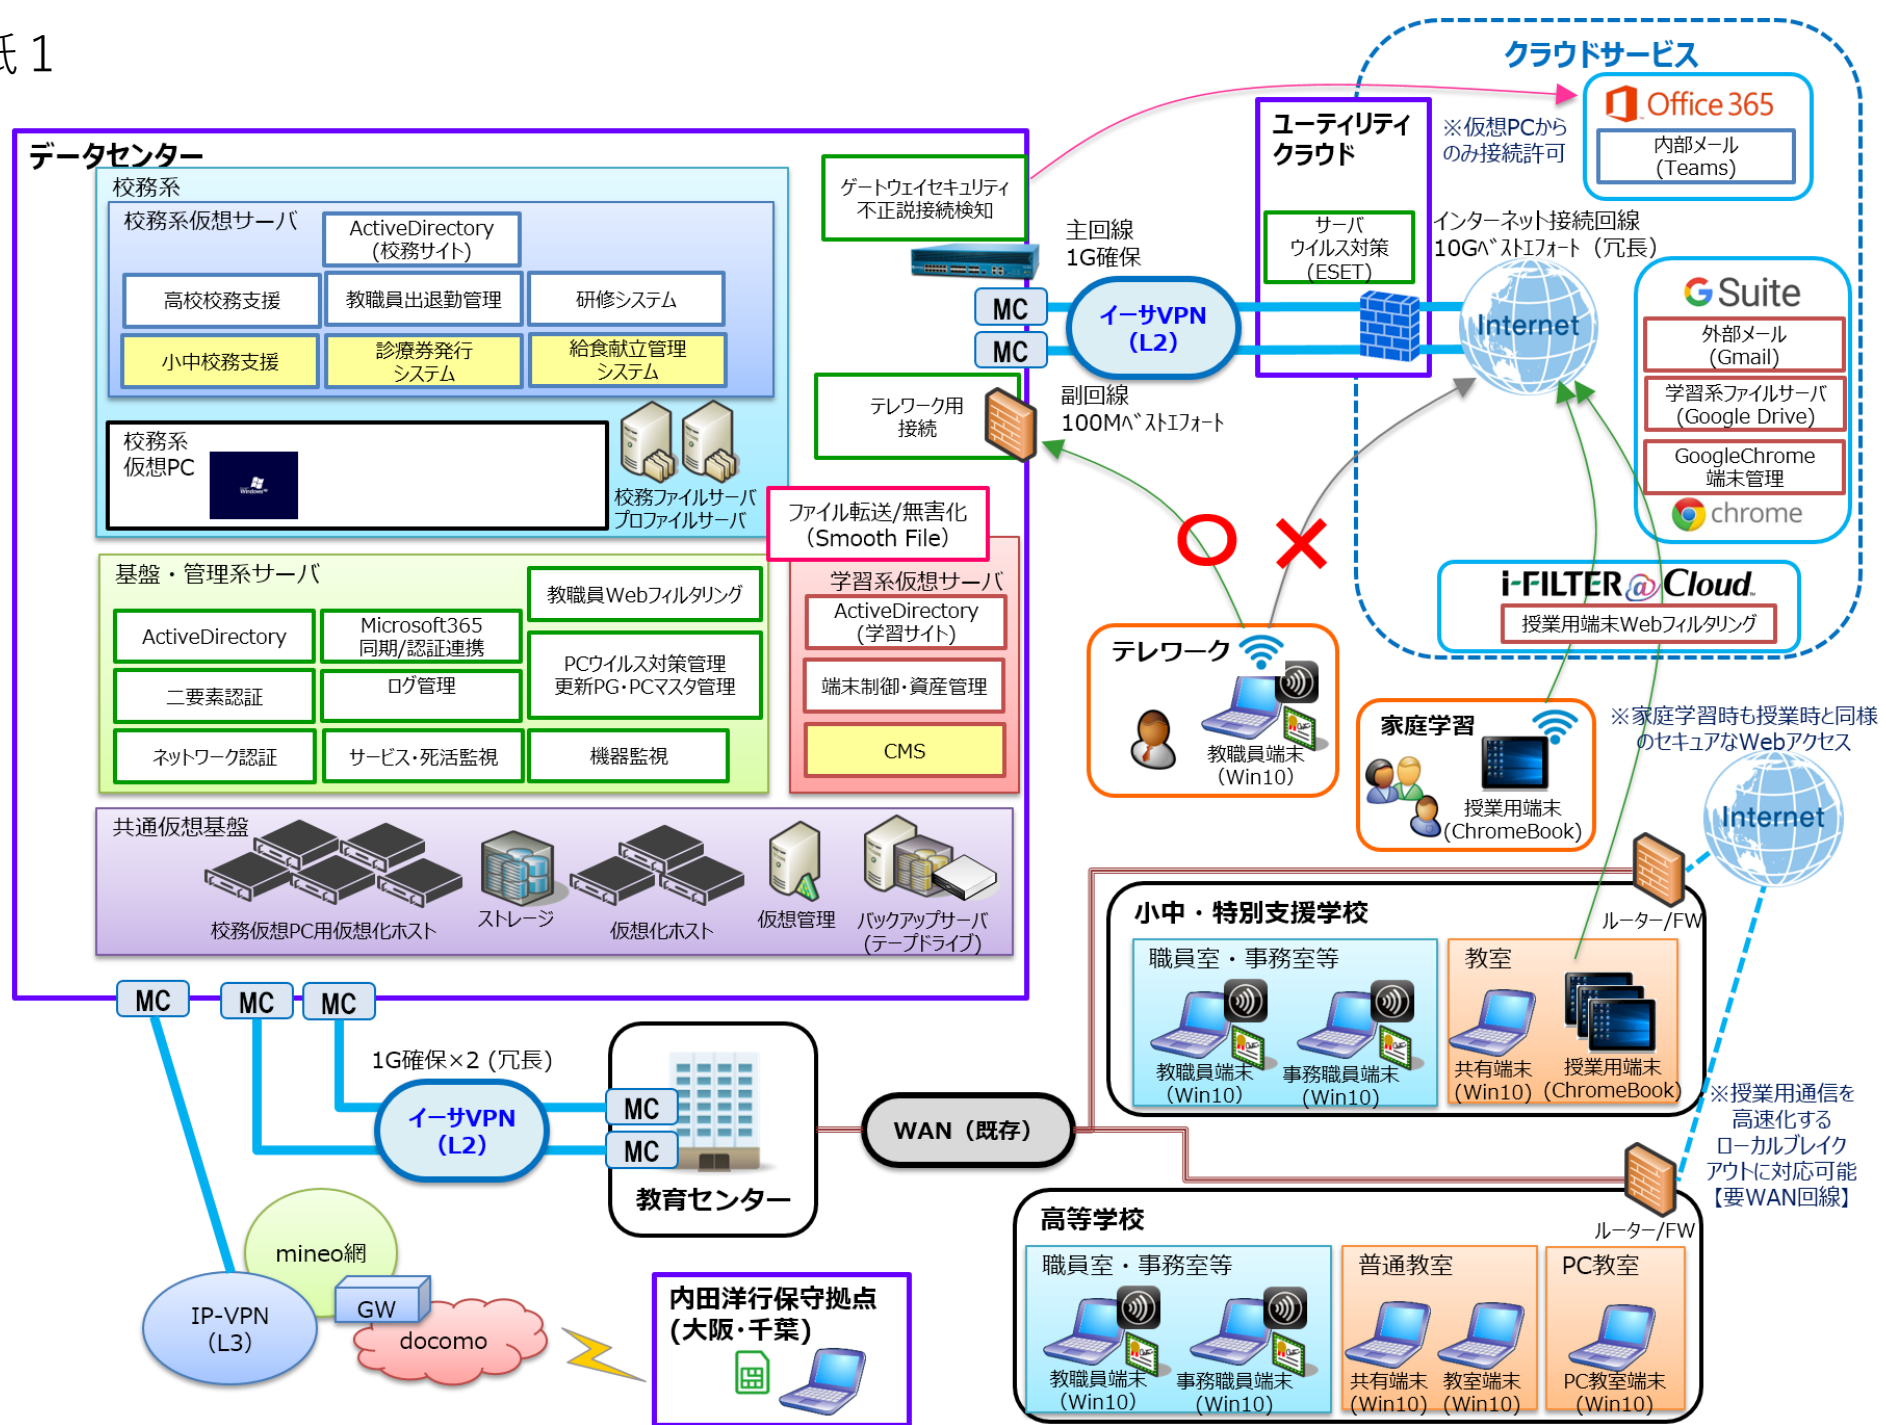 紙１
データセンター
校務系
校務系仮想サーバ
ActiveDirectory
(校務サイト)
高校校務支援
教職員出退勤管理
研修システム
小中校務支援
診療券発行
システム
給食献立管理
システム
校務系
仮想PC
校務ファイルサーバ
プロファイルサーバ
ゲートウェイセキュリティ
不正説接続検知
テレワーク用
接続
ファイル転送/無害化
（Smooth File）
基盤・管理系サーバ
教職員Webフィルタリング
ActiveDirectory
Microsoft365
同期/認証連携
PCウイルス対策管理
更新PG・PCマスタ管理
二要素認証
ログ管理
ネットワーク認証
サービス・死活監視
機器監視
学習系仮想サーバ
ActiveDirectory
(学習サイト)
端末制御・資産管理
CMS
共通仮想基盤
校務仮想PC用仮想化ホスト
ストレージ
仮想化ホスト
仮想管理
バックアップサーバ
(テープドライブ)
MC
MC
主回線
1G確保
イーサVPN
（L2）
副回線
100Mﾍﾞｽﾄｴﾌｫｰﾄ
ユーティリティ
クラウド
サーバ
ウイルス対策
(ESET)
クラウドサービス
Office 365
内部メール
(Teams)
※仮想PCから
のみ接続許可
インターネット接続回線
10Gﾍﾞｽﾄｴﾌｫｰﾄ（冗長）
Internet
G Suite
外部メール
(Gmail)
学習系ファイルサーバ
(Google Drive)
GoogleChrome
端末管理
chrome
i-FILTER@Cloud
授業用端末Webフィルタリング
テレワーク
教職員端末
（Win10）
家庭学習
授業用端末
(ChromeBook)
※家庭学習時も授業時と同様
のセキュアなWebアクセス
Internet
ルーター/FW
小中・特別支援学校
職員室・事務室等
教職員端末
（Win10）
事務職員端末
（Win10）
教室
共有端末
(Win10)
授業用端末
(ChromeBook)
※授業用通信を
高速化する
ローカルブレイク
アウトに対応可能
【要WAN回線】
MC
MC
MC
1G確保×2 (冗長)
イーサVPN
（L2）
MC
MC
教育センター
WAN（既存）
ルーター/FW
高等学校
職員室・事務室等
教職員端末
（Win10）
事務職員端末
（Win10）
普通教室
共有端末
(Win10)
教室端末
(Win10)
PC教室
PC教室端末
(Win10)
mineo網
IP-VPN
（L3）
GW
docomo
内田洋行保守拠点
(大阪・千葉)